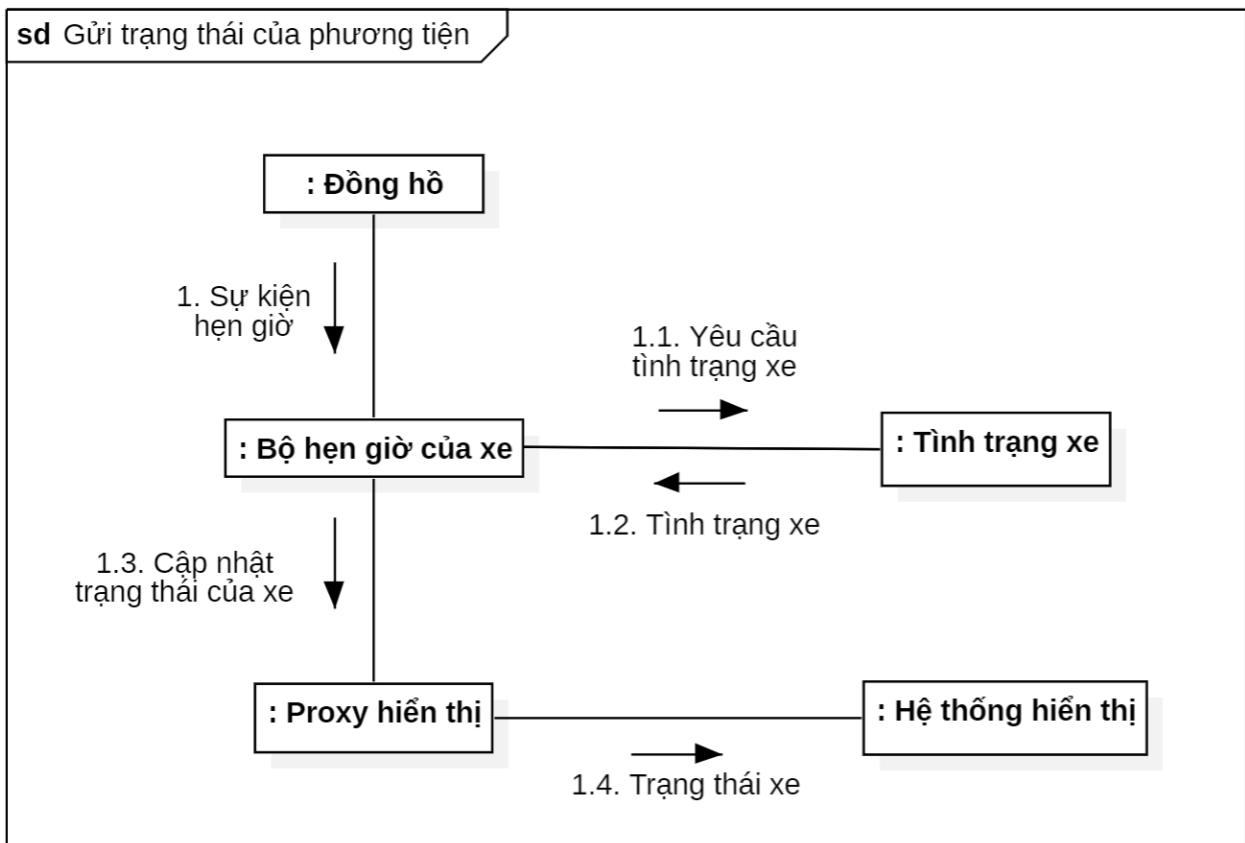 sd Gửi trạng thái của phương tiện
: Đồng hồ
1. Sự kiện
hẹn giờ
1.1. Yêu cầu
tình trạng xe
: Bộ hẹn giờ của xe
: Tình trạng xe
1.2. Tình trạng xe
1.3. Cập nhật
trạng thái của xe
: Proxy hiển thị
: Hệ thống hiển thị
1.4. Trạng thái xe